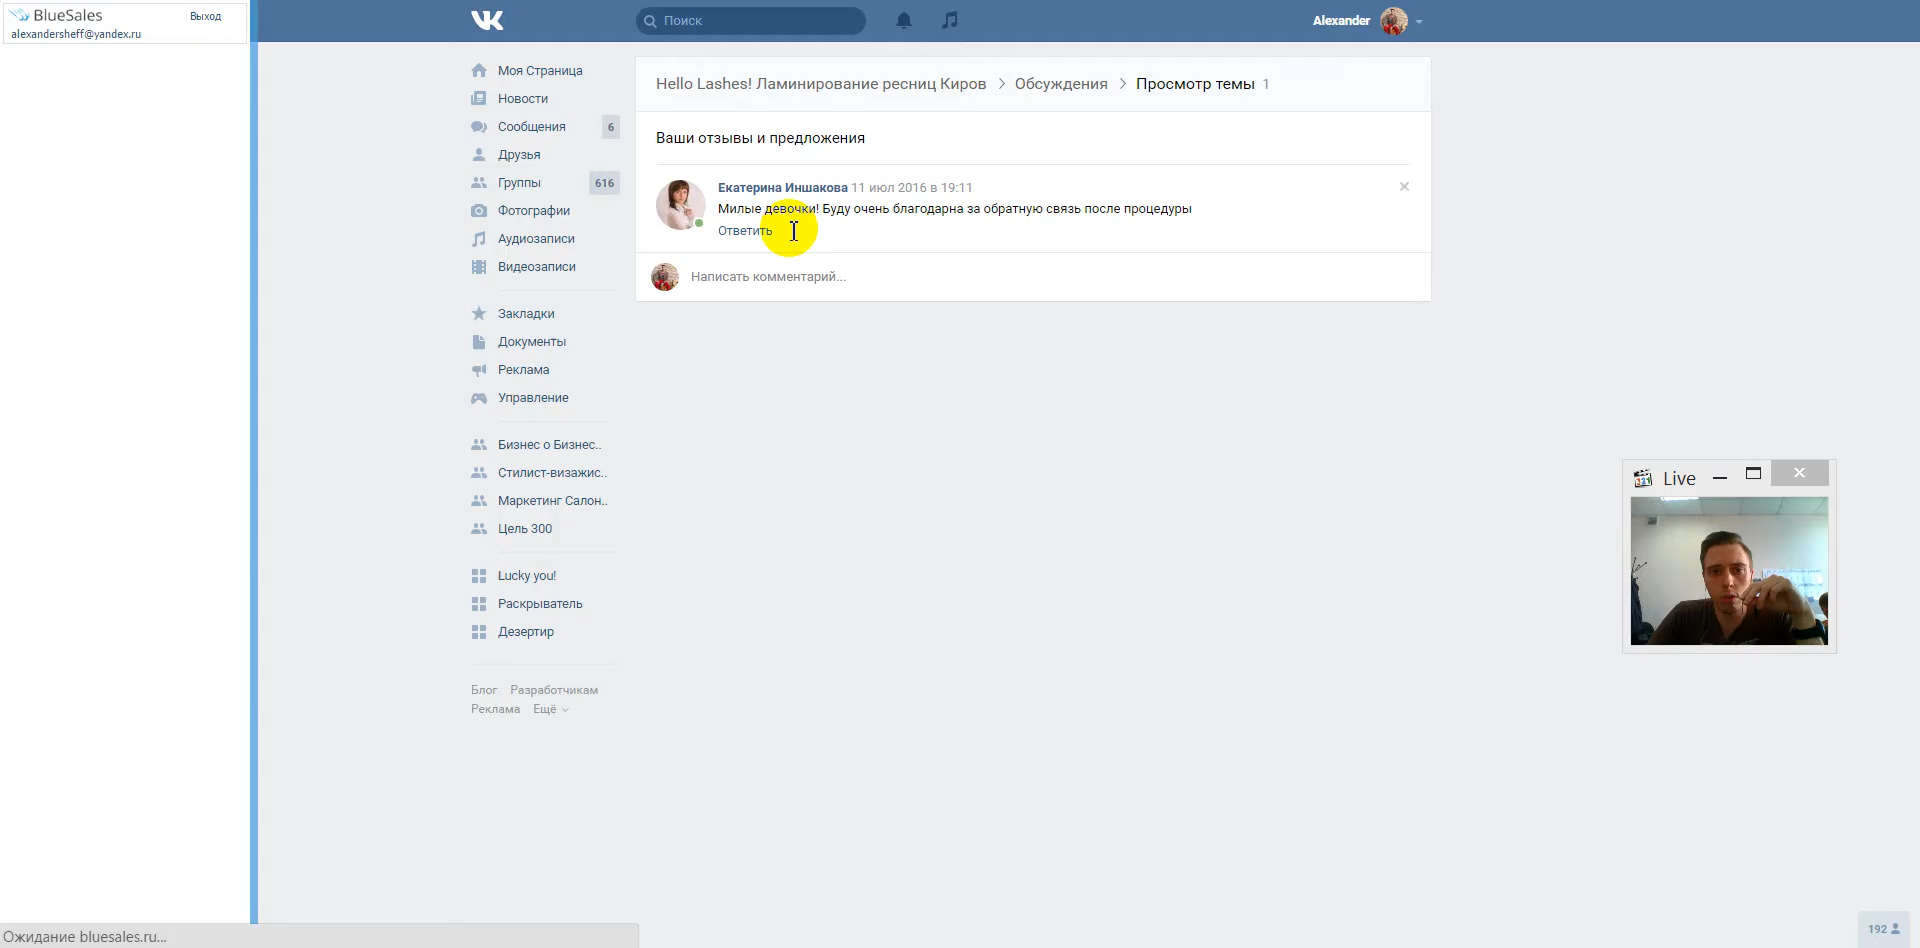 BlueSales
Выход
alexandersheff@yandex.ru
Поиск
Alexander
Моя Страница
Новости
Сообщения 6
Друзья
Группы 616
Фотографии
Аудиозаписи
Видеозаписи
Закладки
Документы
Реклама
Управление
Бизнес о Бизнес..
Стилист-визажис..
Маркетинг Салон..
Цель 300
Lucky you!
Раскрыватель
Дезертир
Блог Разработчикам
Реклама Ещё
Hello Lashes! Ламинирование ресниц Киров > Обсуждения > Просмотр темы 1
Ваши отзывы и предложения
Екатерина Иншакова 11 июл 2016 в 19:11
Милые девочки! Буду очень благодарна за обратную связь после процедуры
Ответить
Написать комментарий...
Live
321
192
Ожидание bluesales.ru...